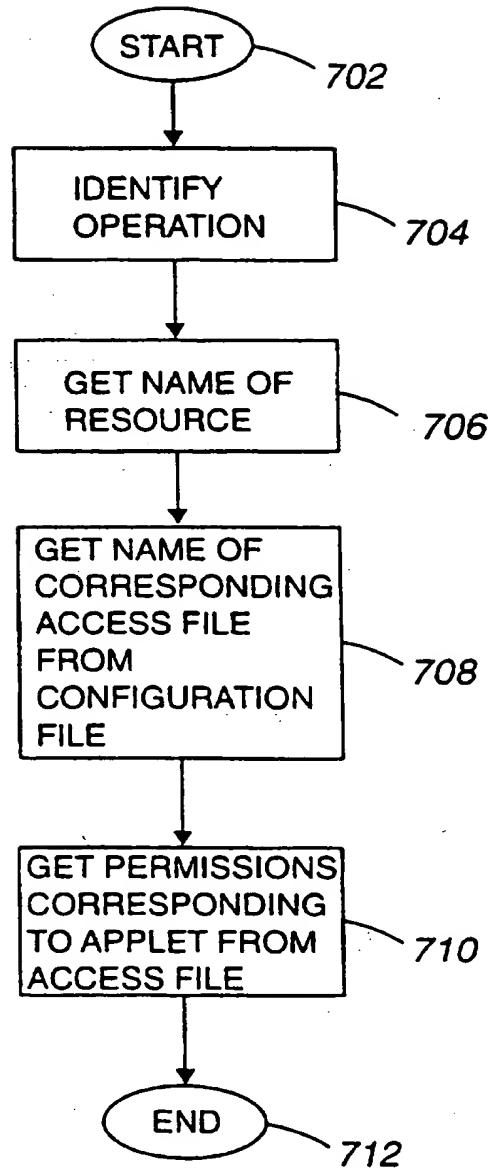 START
702
IDENTIFY
OPERATION
704
GET NAME OF
RESOURCE
706
GET NAME OF
CORRESPONDING
ACCESS FILE
FROM
CONFIGURATION
FILE
708
GET PERMISSIONS
CORRESPONDING
TO APPLET FROM
ACCESS FILE
710
END
712